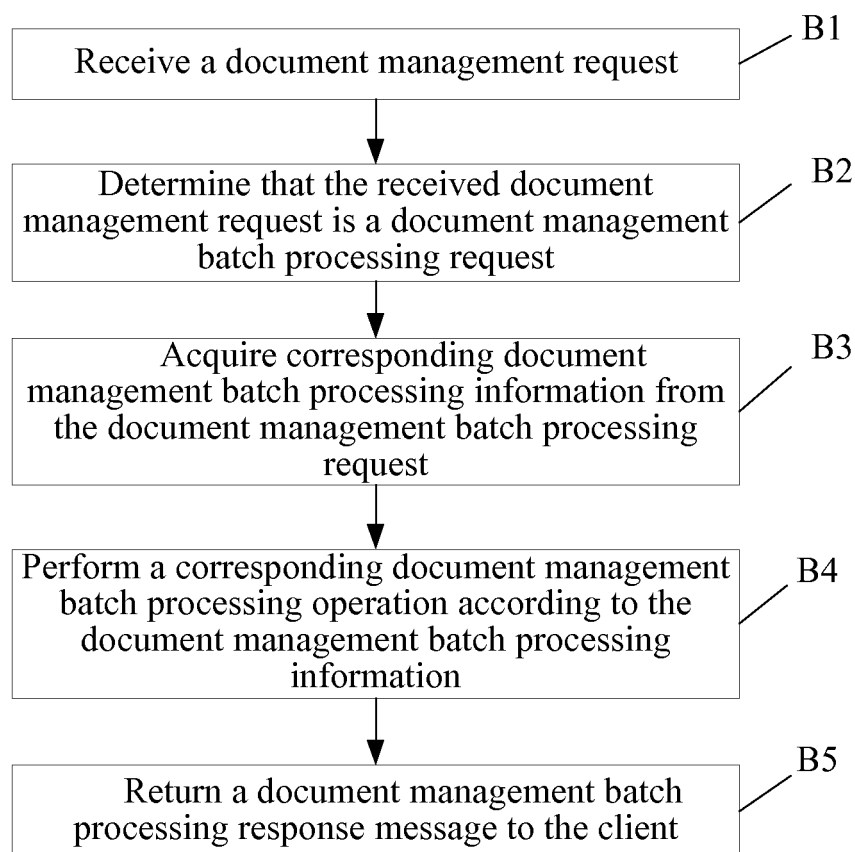 B1
Receive a document management request
B2
Determine that the received document
management request is a document management
batch processing request
B3
Acquire corresponding document
management batch processing information from
the document management batch processing
request
B4
Perform a corresponding document management
batch processing operation according to the
document management batch processing
information
B5
Return a document management batch
processing response message to the client